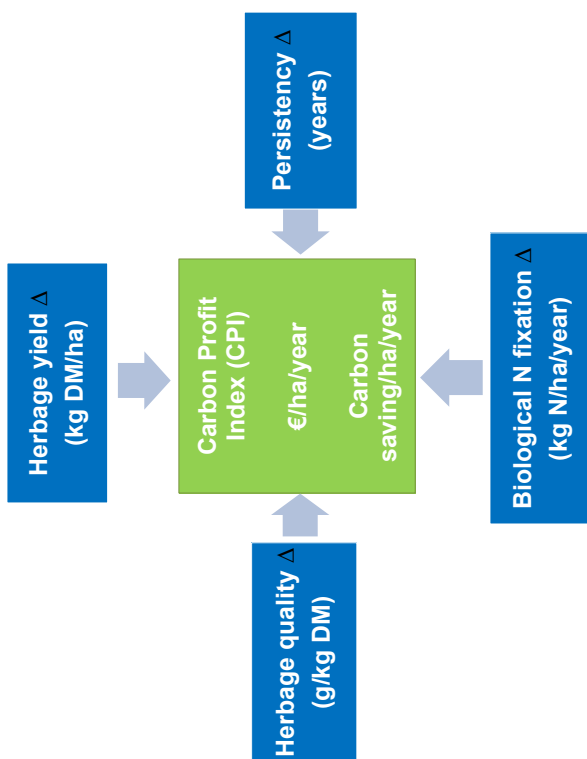 Herbage yield Δ
(kg DM/ha)
Herbage quality Δ
(g/kg DM)
Carbon Profit
Index (CPI)
€/ha/year
Carbon
saving/ha/year
Persistency Δ
(years)
Biological N fixation Δ
(kg N/ha/year)